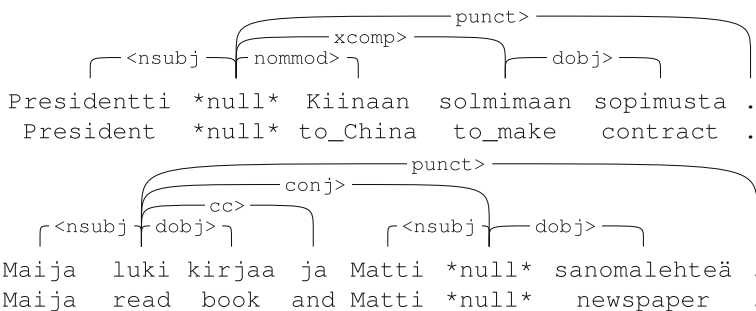 punct>
xcomp>
<nsubj nommod> dobj>
Presidentti *null* Kiinaan solmimaan sopimusta .
President *null* to_China to_make contract .
punct>
conj>
cc>
<nsubj dobj> <nsubj dobj>
Maija luki kirjaa ja Matti *null* sanomalehteä .
Maija read book and Matti *null* newspaper .